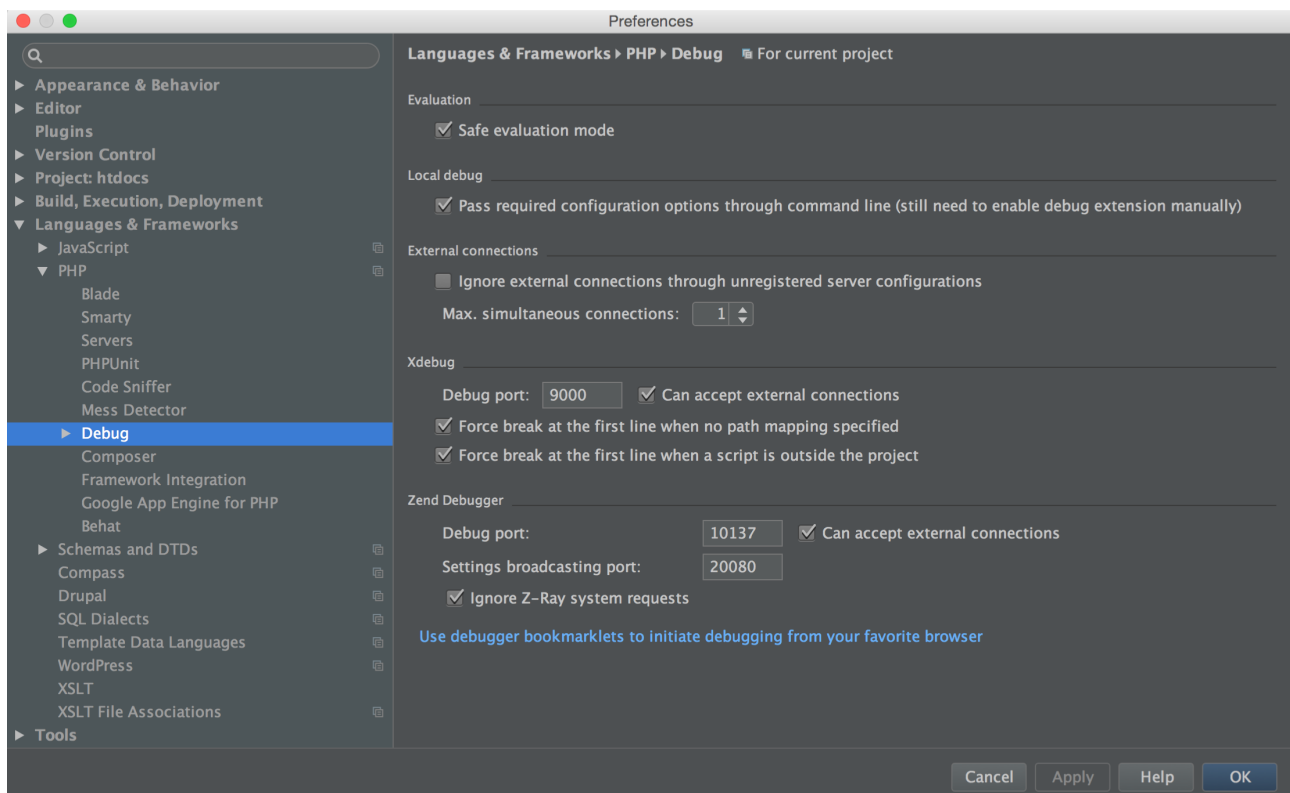 Preferences
Appearance & Behavior
Editor
Plugins
Version Control
Project: htdocs
Build, Execution, Deployment
Languages & Frameworks
JavaScript
PHP
Blade
Smarty
Servers
PHPUnit
Code Sniffer
Mess Detector
Debug
Composer
Framework Integration
Google App Engine for PHP
Behat
Schemas and DTDs
Compass
Drupal
SQL Dialects
Template Data Languages
WordPress
XSLT
XSLT File Associations
Tools
Languages & Frameworks PHP Debug For current project
Evaluation
Safe evaluation mode
Local debug
Pass required configuration options through command line (still need to enable debug extension manually)
External connections
Ignore external connections through unregistered server configurations
Max. simultaneous connections: 1
Xdebug
Debug port: 9000 Can accept external connections
Force break at the first line when no path mapping specified
Force break at the first line when a script is outside the project
Zend Debugger
Debug port: 10137 Can accept external connections
Settings broadcasting port: 20080
Ignore Z-Ray system requests
Use debugger bookmarklets to initiate debugging from your favorite browser
Cancel Apply Help OK